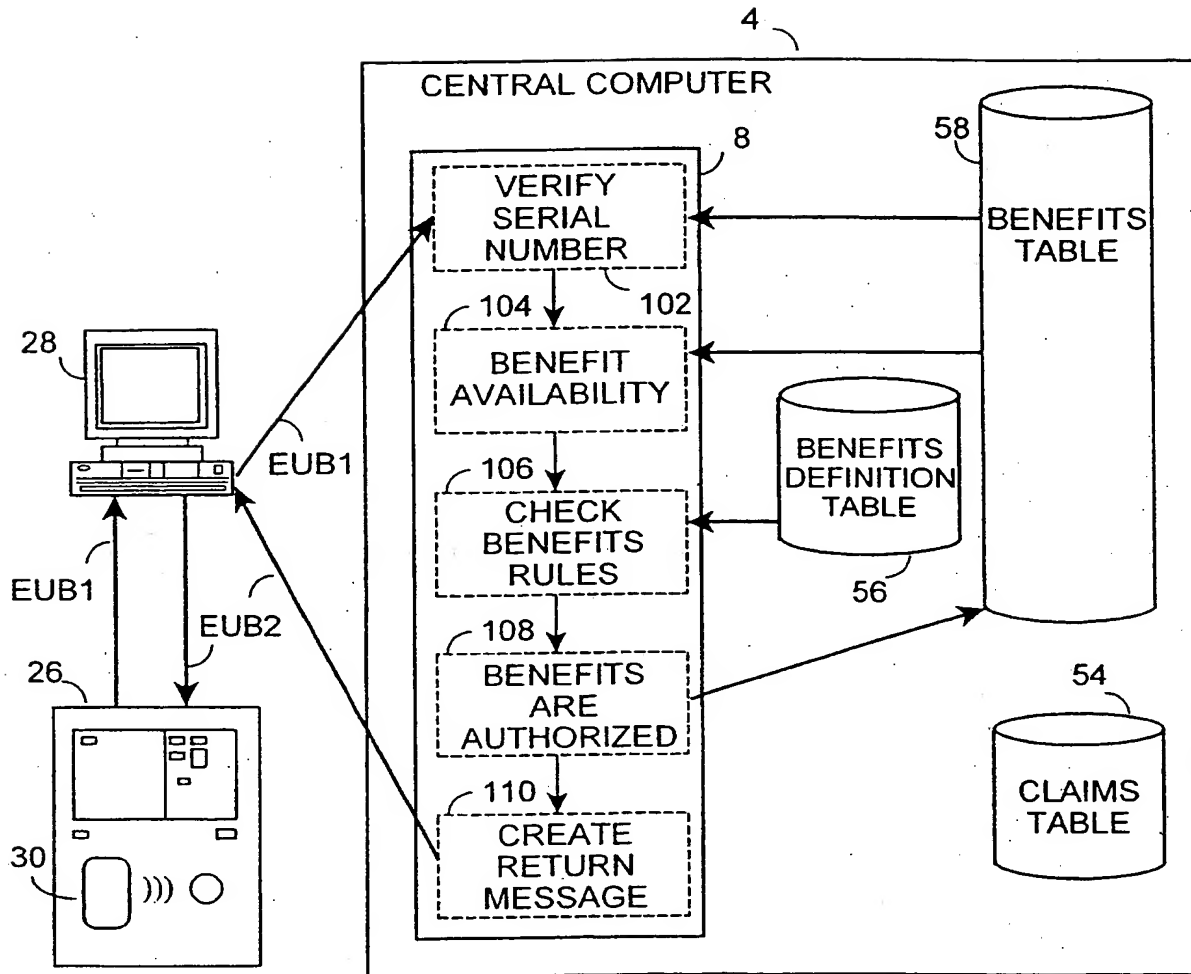 4
CENTRAL COMPUTER
8
58
VERIFY
SERIAL
NUMBER
BENEFITS
TABLE
102
104
28
BENEFIT
AVAILABILITY
EUB1
BENEFITS
DEFINITION
TABLE
106
CHECK
BENEFITS
RULES
56
EUB1
EUB2
108
BENEFITS
ARE
AUTHORIZED
26
54
110
CREATE
RETURN
MESSAGE
CLAIMS
TABLE
EUB2
30